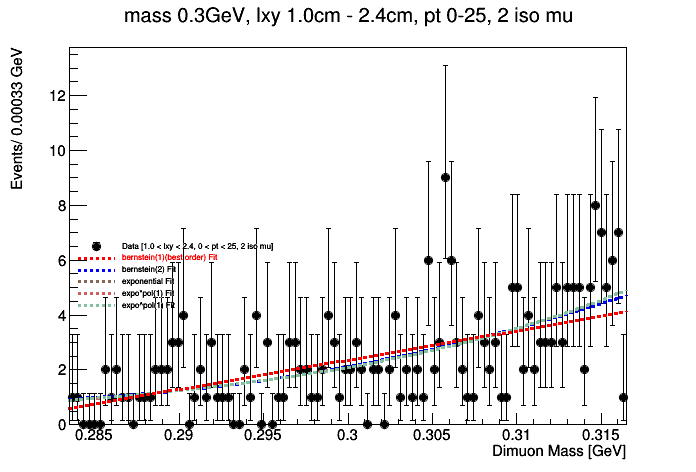 mass 0.3GeV, lxy 1.0cm - 2.4cm, pt 0-25, 2 iso mu
Events/ 0.00033 GeV
12
10
8
6
4
2
0
Data [1.0 < lxy < 2.4, 0 < pt < 25, 2 iso mu]
bernstein(1)(best order) Fit
bernstein(2) Fit
exponential Fit
expo*pol(1) Fit
expo^pol(1) Fit
0.285 0.29 0.295 0.3 0.305 0.31 0.315
Dimuon Mass [GeV]